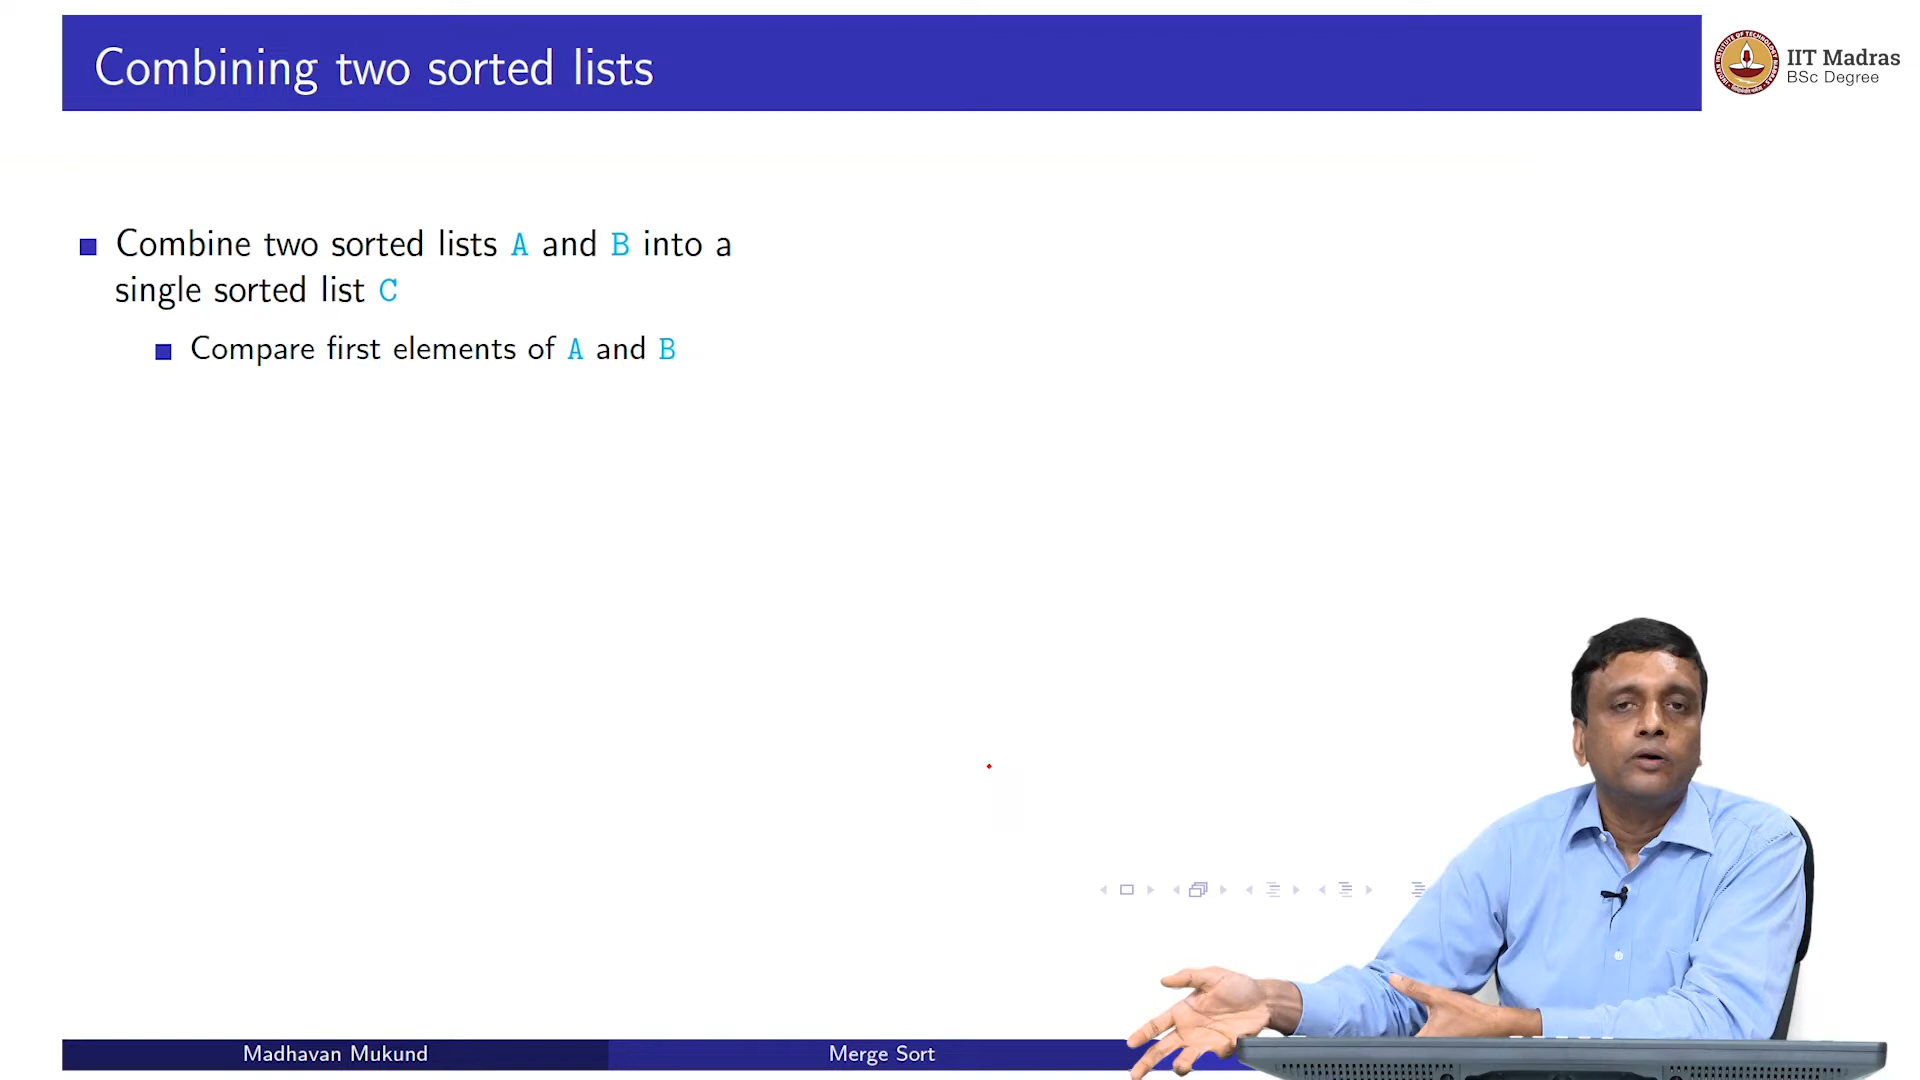 Combining two sorted lists
IIT Madras
BSc Degree
Combine two sorted lists A and B into a
single sorted list C
Compare first elements of A and B
Madhavan Mukund
Merge Sort